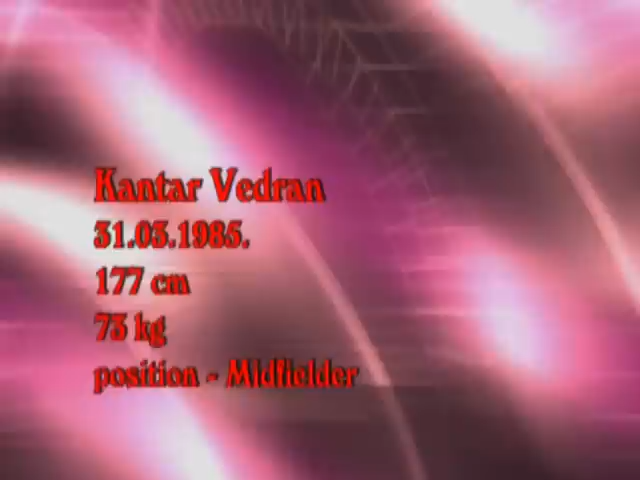 Kantar Vedran
31.03.1985.
177 cm
73 kg
position - Midfielder